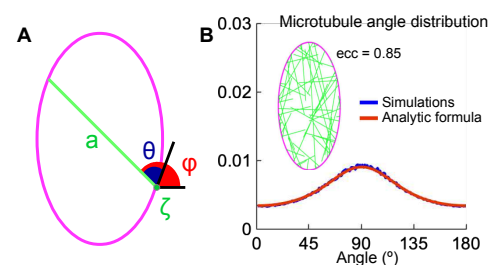 A
a
θ
φ
ζ
B
Microtubule angle distribution
ecc = 0.85
Simulations
Analytic formula
0.03
0.02
0.01
0
0
45
90
135
180
Angle (º)